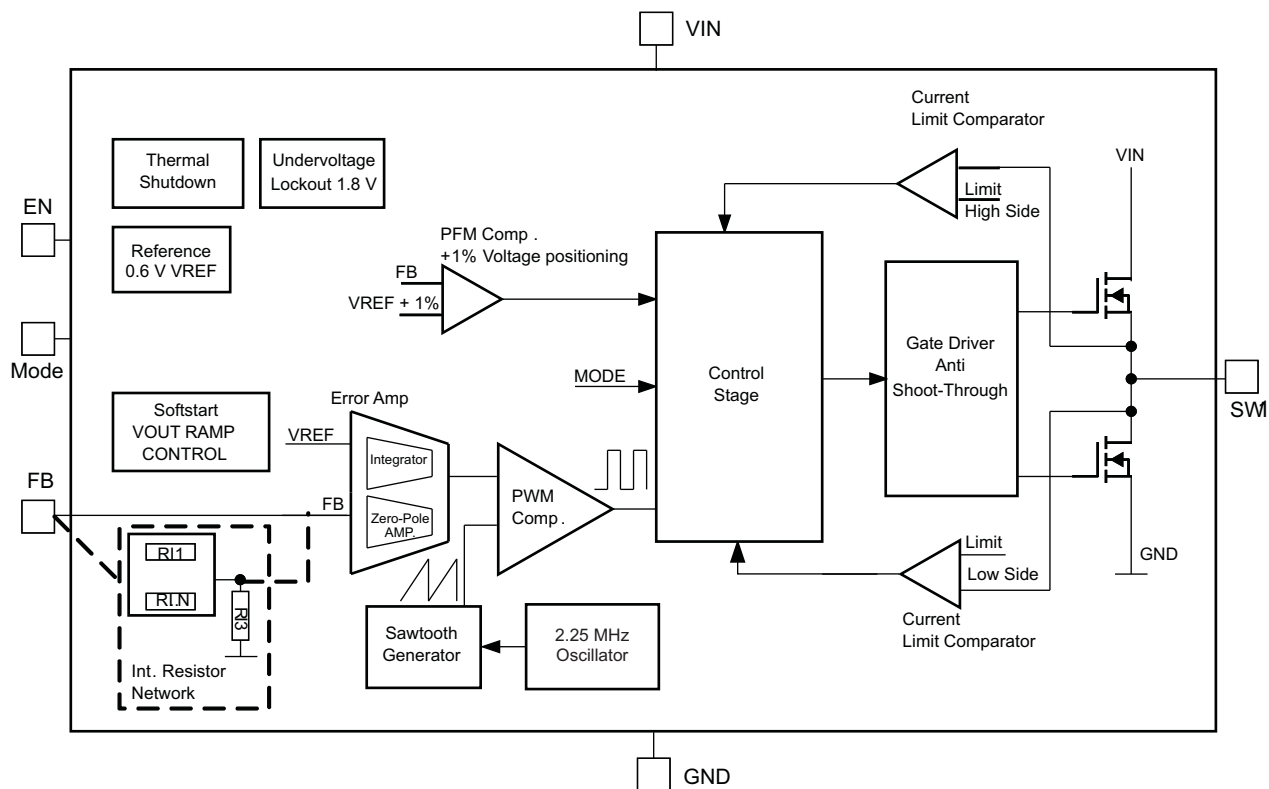 VIN
Current
Limit Comparator
Thermal
Shutdown
Undervoltage
Lockout 1.8 V
VIN
Limit
High Side
EN
Reference
0.6 V VREF
PFM Comp .
+1% Voltage positioning
FB
VREF + 1%
Mode
MODE
Control
Stage
Gate Driver
Anti
Shoot-Through
SW1
Softstart
VOUT RAMP
CONTROL
Error Amp
VREF
Integrator
FB
FB
Zero-Pole
AMP.
PWM
Comp .
RI1
RI..N
RI3
Int. Resistor
Network
Sawtooth
Generator
2.25 MHz
Oscillator
Limit
Low Side
Current
Limit Comparator
GND
GND